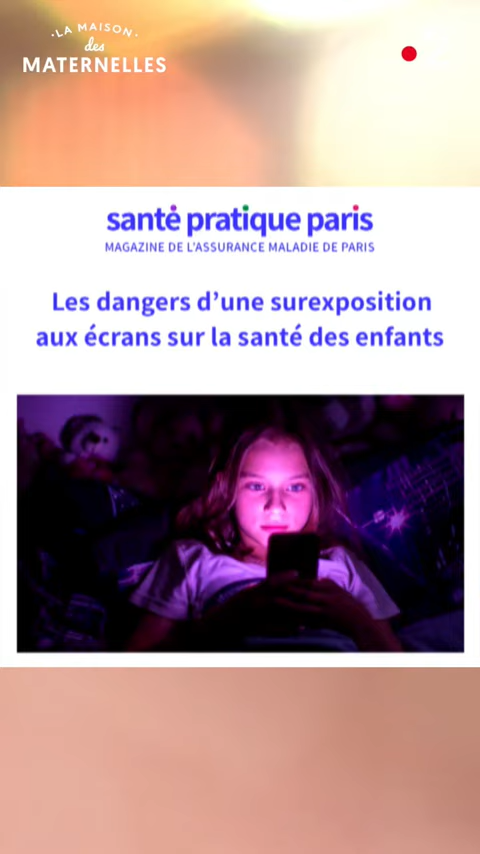 ·LA MAISON·
des
MATERNELLES
santé pratique paris
MAGAZINE DE L'ASSURANCE MALADIE DE PARIS
Les dangers d’une surexposition
aux écrans sur la santé des enfants